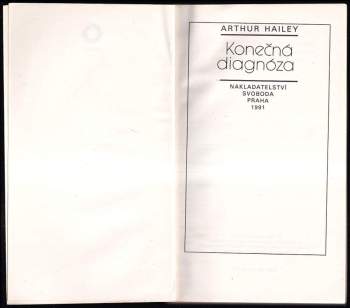 ARTHUR HAILEY
Konečná
diagnóza
NAKLADATELSTVÍ
SVOBODA
PRAHA
1991